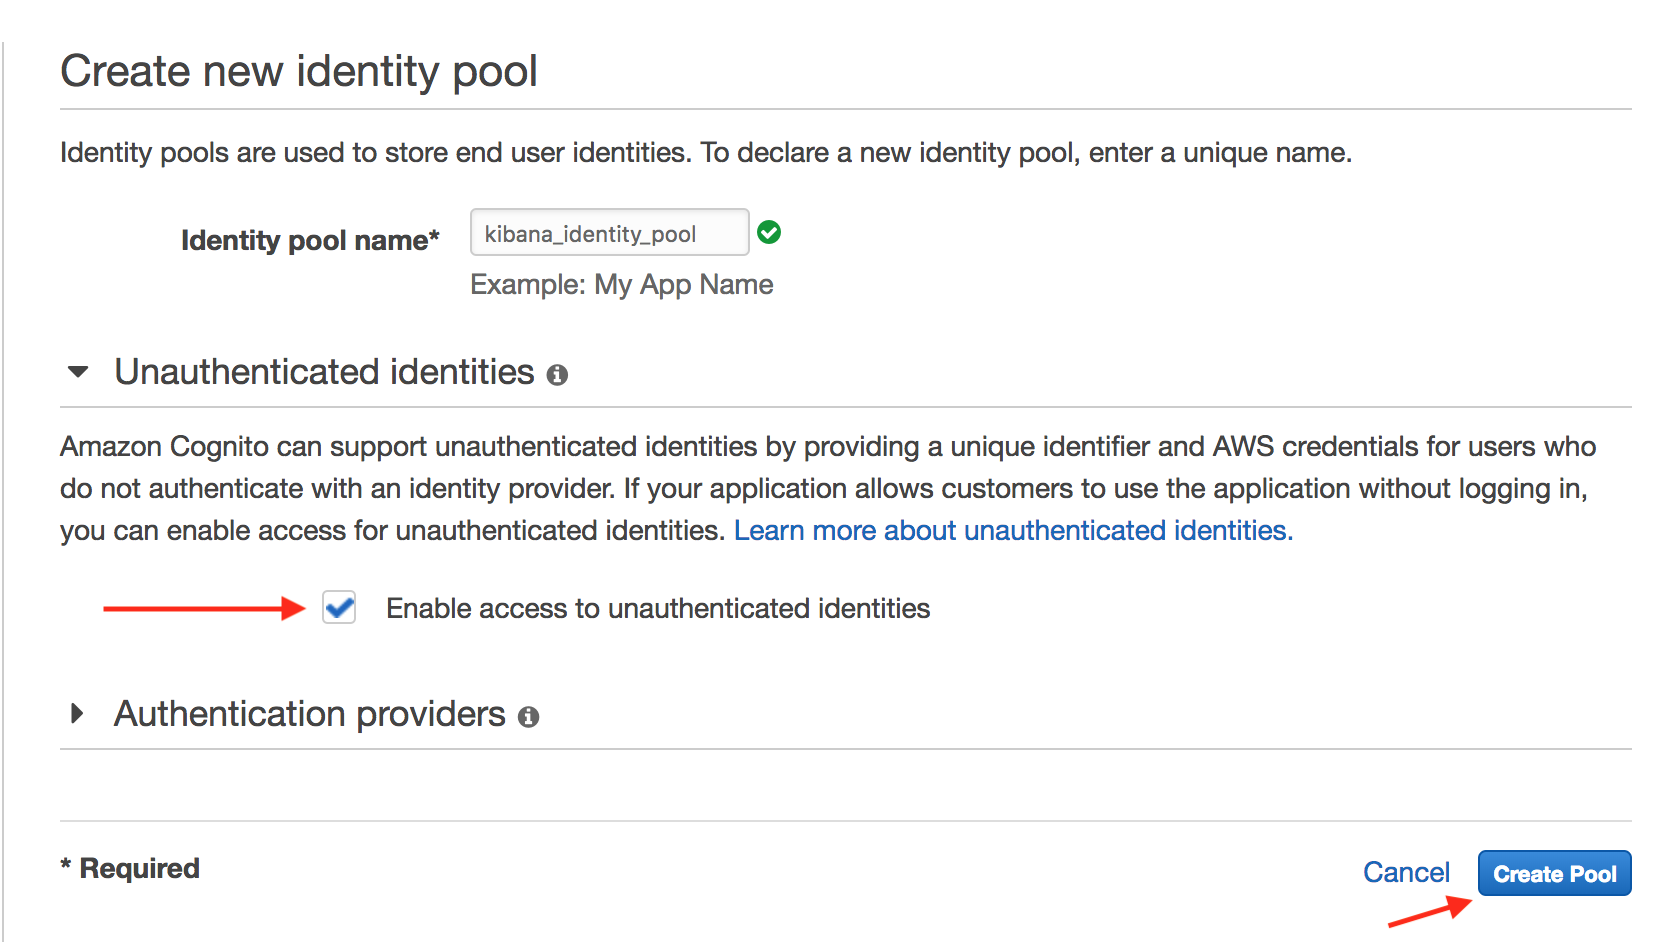 Create new identity pool
Identity pools are used to store end user identities. To declare a new identity pool, enter a unique name.
Identity pool name* kibana_identity_pool
Example: My App Name
Unauthenticated identities
Amazon Cognito can support unauthenticated identities by providing a unique identifier and AWS credentials for users who
do not authenticate with an identity provider. If your application allows customers to use the application without logging in,
you can enable access for unauthenticated identities. Learn more about unauthenticated identities.
Enable access to unauthenticated identities
Authentication providers
* Required
Cancel Create Pool